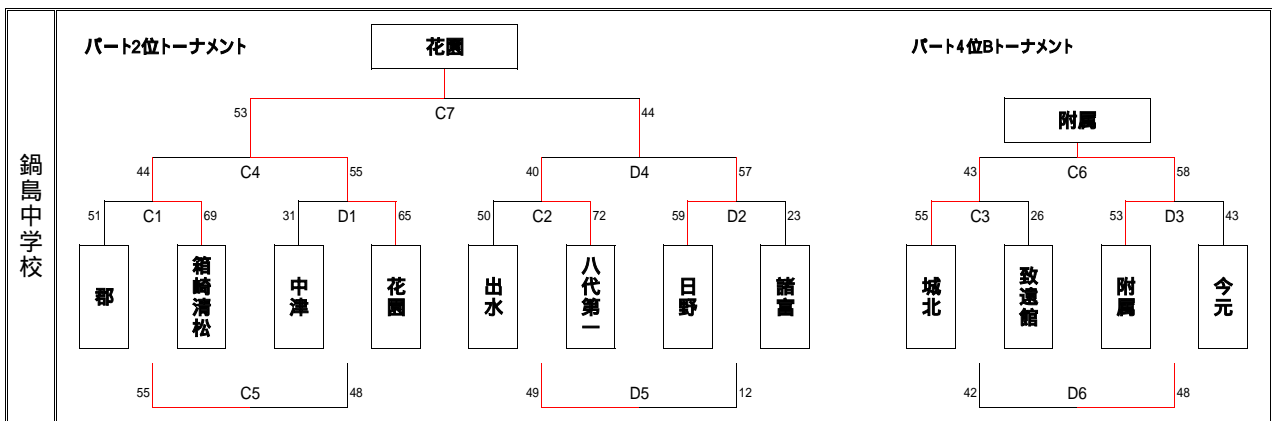 鍋島中学校
パート2位トーナメント
花園
パート4位Bトーナメント
53
C7
44
附属
44
C4
55
40
D4
57
43
C6
58
51
C1
69
31
D1
65
50
C2
72
59
D2
23
55
C3
26
53
D3
43
郡
箱崎清松
中津
花園
出水
八代第一
日野
諸富
城北
致遠館
附属
今元
55
C5
48
49
D5
12
42
D6
48